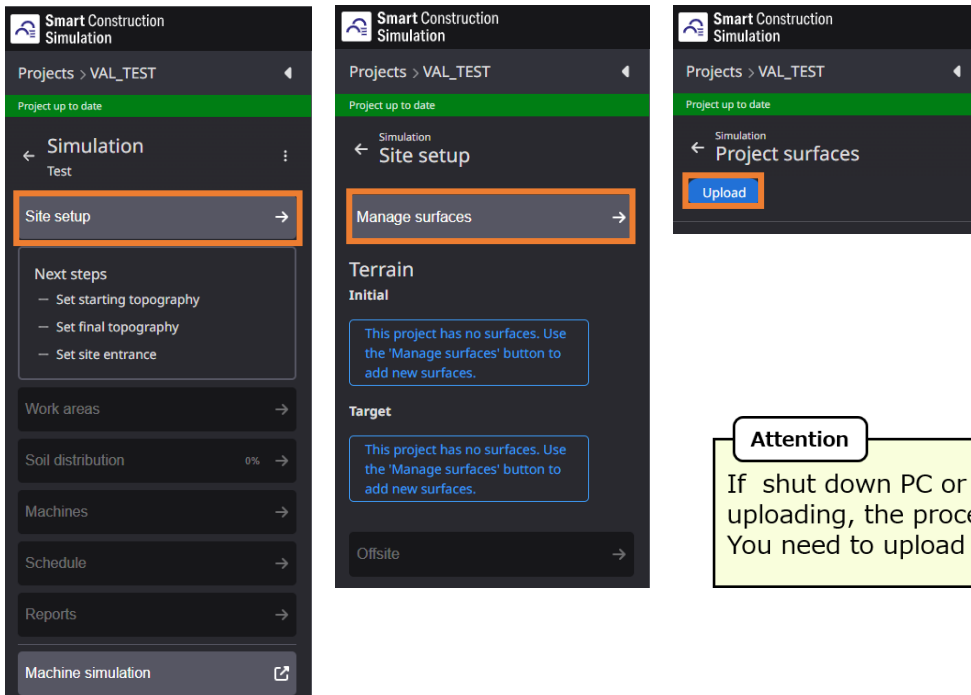 Smart Construction
Simulation
Projects > VAL_TEST
Project up to date
Simulation
Test
Site setup
Next steps
— Set starting topography
— Set final topography
— Set site entrance
Work areas
Soil distribution 0%
Machines
Schedule
Reports
Machine simulation
Smart Construction
Simulation
Projects > VAL_TEST
Project up to date
Simulation
Site setup
Manage surfaces
Terrain
Initial
This project has no surfaces. Use
the 'Manage surfaces' button to
add new surfaces.
Target
This project has no surfaces. Use
the 'Manage surfaces' button to
add new surfaces.
Offsite
Smart Construction
Simulation
Projects > VAL_TEST
Project up to date
Simulation
Project surfaces
Upload
Attention
If shut down PC or
uploading, the proce
You need to upload